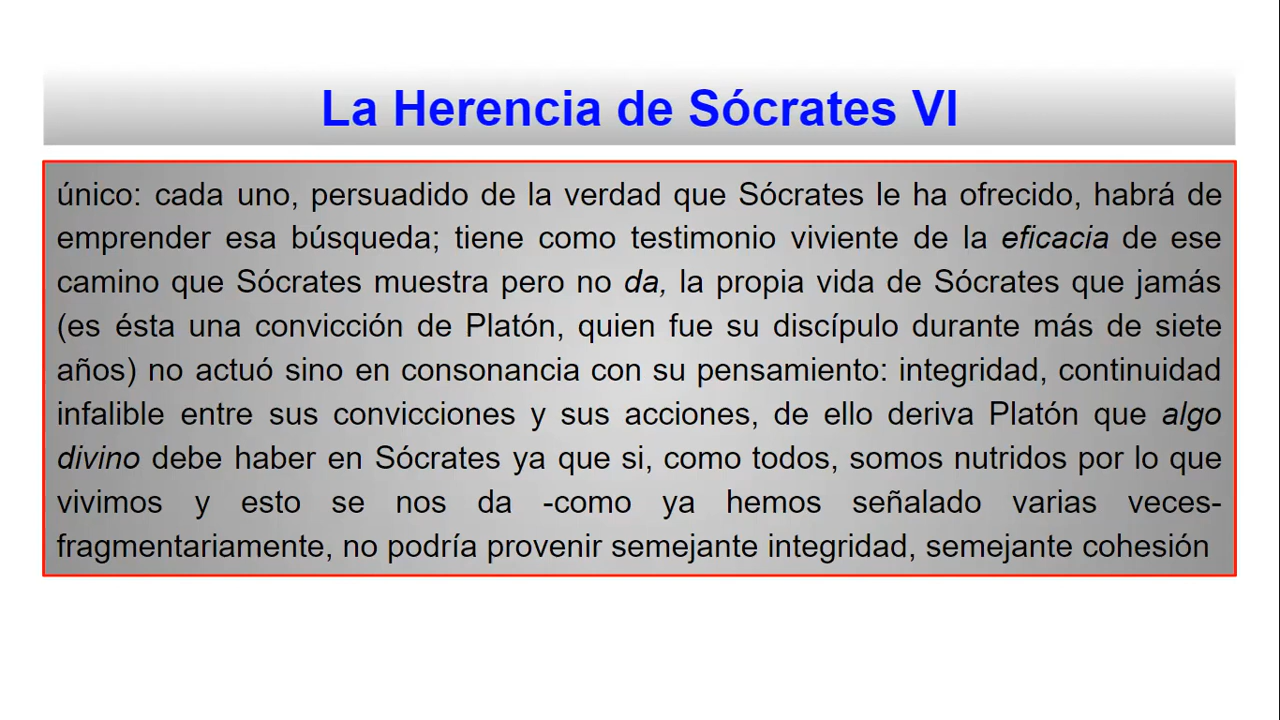 La Herencia de Sócrates VI
único: cada uno, persuadido de la verdad que Sócrates le ha ofrecido, habrá de
emprender esa búsqueda; tiene como testimonio viviente de la eficacia de ese
camino que Sócrates muestra pero no da, la propia vida de Sócrates que jamás
(es ésta una convicción de Platón, quien fue su discípulo durante más de siete
años) no actuó sino en consonancia con su pensamiento: integridad, continuidad
infalible entre sus convicciones y sus acciones, de ello deriva Platón que algo
divino debe haber en Sócrates ya que si, como todos, somos nutridos por lo que
vivimos y esto se nos da -como ya hemos señalado varias veces-
fragmentariamente, no podría provenir semejante integridad, semejante cohesión